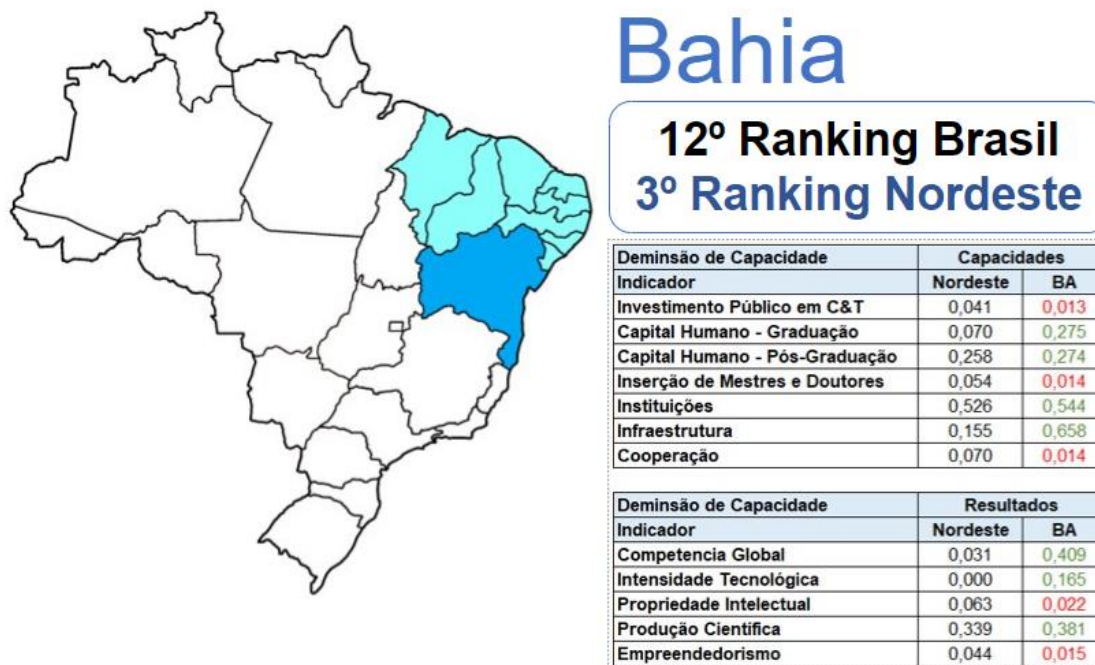 Bahia
12º Ranking Brasil
3º Ranking Nordeste
Deminsão de Capacidade Capacidades
Indicador Nordeste BA
Investimento Público em C&T 0,041 0,013
Capital Humano - Graduação 0,070 0,275
Capital Humano - Pós-Graduação 0,258 0,274
Inserção de Mestres e Doutores 0,054 0,014
Instituições 0,526 0,544
Infraestrutura 0,155 0,658
Cooperação 0,070 0,014
Deminsão de Capacidade Resultados
Indicador Nordeste BA
Competencia Global 0,031 0,409
Intensidade Tecnológica 0,000 0,165
Propriedade Intelectual 0,063 0,022
Produção Científica 0,339 0,381
Empreendedorismo 0,044 0,015